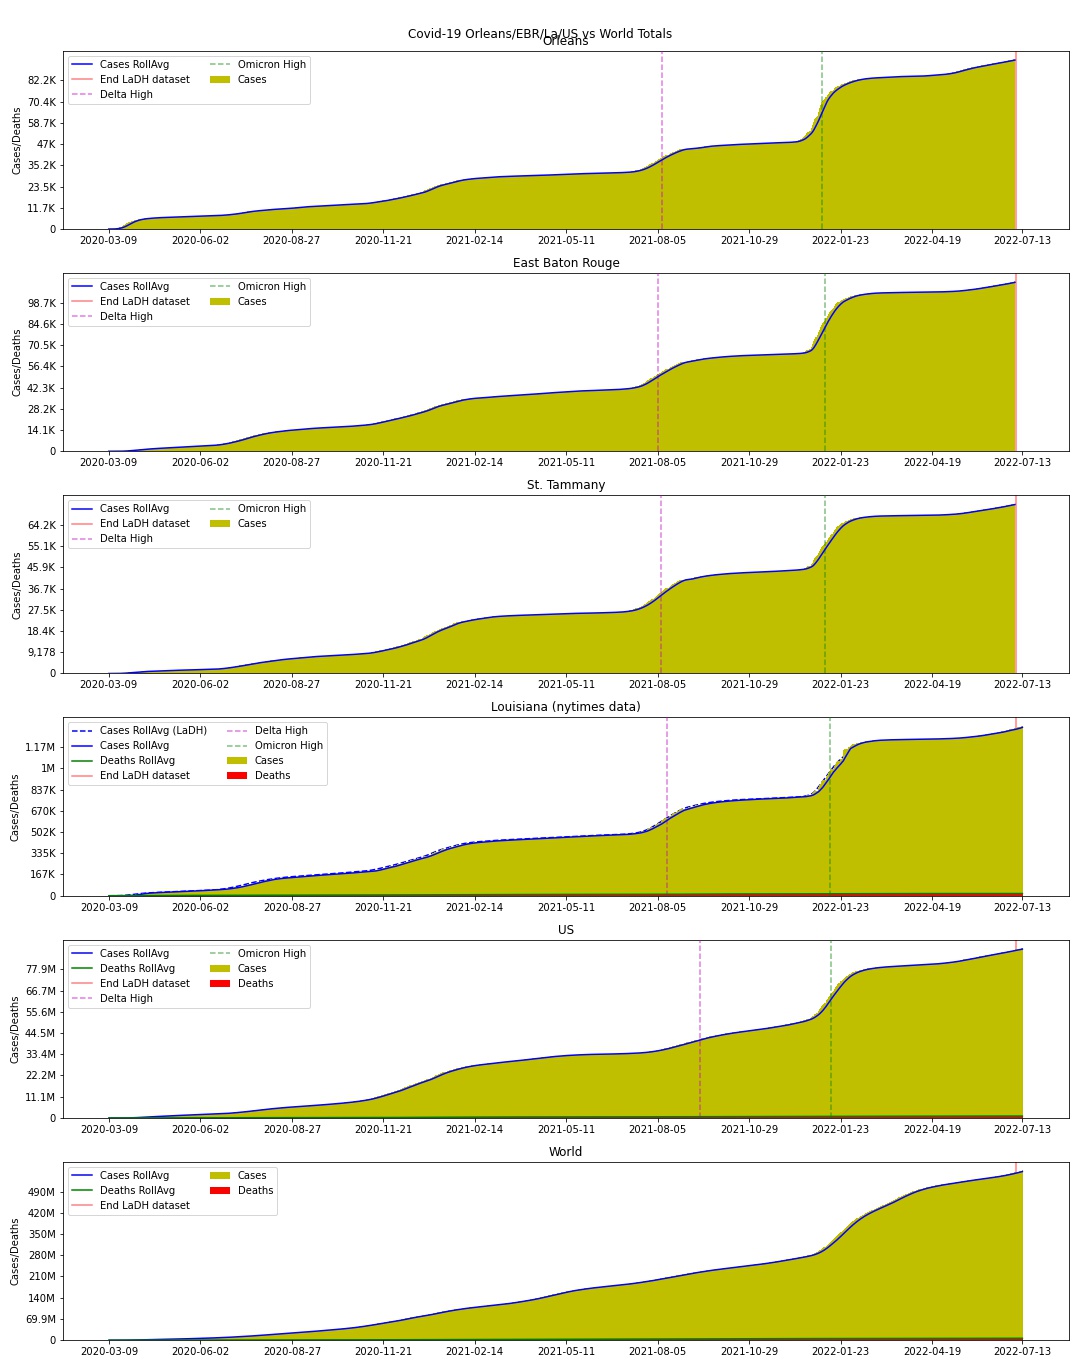 Covid-19 Orleans/EBR/La/US vs World Totals
Orleans
Cases RollAvg
End LaDH dataset
Delta High
Omicron High
Cases
Cases/Deaths
82.2K
70.4K
58.7K
47K
35.2K
23.5K
11.7K
0
2020-03-09 2020-06-02 2020-08-27 2020-11-21 2021-02-14 2021-05-11 2021-08-05 2021-10-29 2022-01-23 2022-04-19 2022-07-13
East Baton Rouge
Cases RollAvg
End LaDH dataset
Delta High
Omicron High
Cases
Cases/Deaths
98.7K
84.6K
70.5K
56.4K
42.3K
28.2K
14.1K
0
2020-03-09 2020-06-02 2020-08-27 2020-11-21 2021-02-14 2021-05-11 2021-08-05 2021-10-29 2022-01-23 2022-04-19 2022-07-13
St. Tammany
Cases RollAvg
End LaDH dataset
Delta High
Omicron High
Cases
Cases/Deaths
64.2K
55.1K
45.9K
36.7K
27.5K
18.4K
9,178
0
2020-03-09 2020-06-02 2020-08-27 2020-11-21 2021-02-14 2021-05-11 2021-08-05 2021-10-29 2022-01-23 2022-04-19 2022-07-13
Louisiana (nytimes data)
Cases RollAvg (LaDH)
Cases RollAvg
Deaths RollAvg
End LaDH dataset
Delta High
Omicron High
Cases
Deaths
Cases/Deaths
1.17M
1M
837K
670K
502K
335K
167K
0
2020-03-09 2020-06-02 2020-08-27 2020-11-21 2021-02-14 2021-05-11 2021-08-05 2021-10-29 2022-01-23 2022-04-19 2022-07-13
US
Cases RollAvg
Deaths RollAvg
End LaDH dataset
Delta High
Omicron High
Cases
Deaths
Cases/Deaths
77.9M
66.7M
55.6M
44.5M
33.4M
22.2M
11.1M
0
2020-03-09 2020-06-02 2020-08-27 2020-11-21 2021-02-14 2021-05-11 2021-08-05 2021-10-29 2022-01-23 2022-04-19 2022-07-13
World
Cases RollAvg
Deaths RollAvg
End LaDH dataset
Cases
Deaths
Cases/Deaths
490M
420M
350M
280M
210M
140M
69.9M
0
2020-03-09 2020-06-02 2020-08-27 2020-11-21 2021-02-14 2021-05-11 2021-08-05 2021-10-29 2022-01-23 2022-04-19 2022-07-13